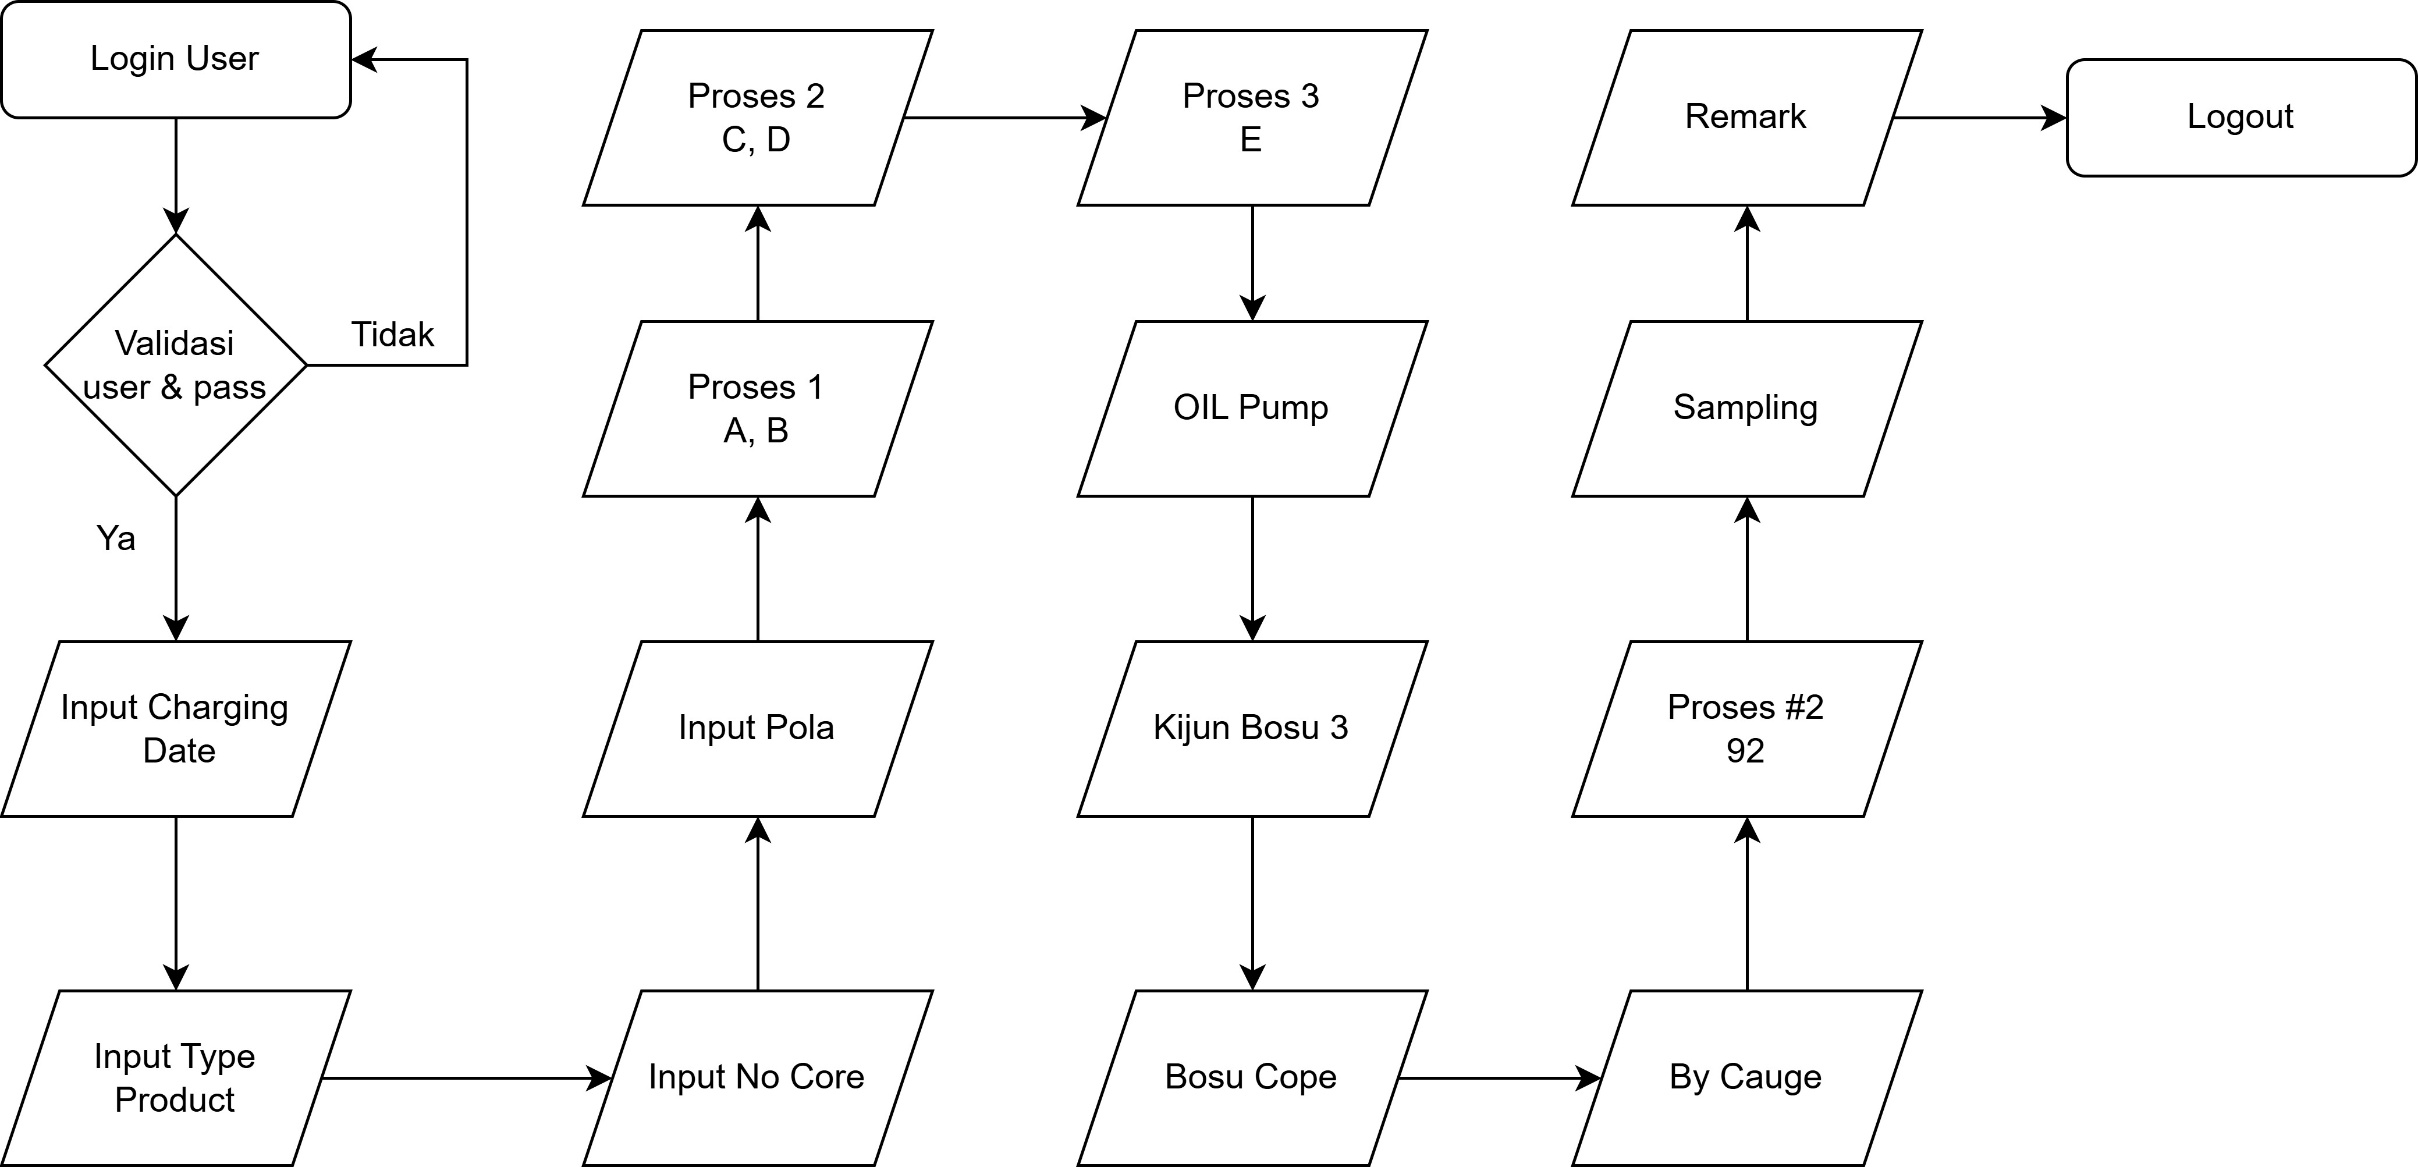 Login User
Validasi
user & pass
Tidak
Ya
Input Charging
Date
Input Type
Product
Input No Core
Input Pola
Proses 1
A, B
Proses 2
C, D
Proses 3
E
OIL Pump
Kijun Bosu 3
Bosu Cope
By Cauge
Proses #2
92
Sampling
Remark
Logout